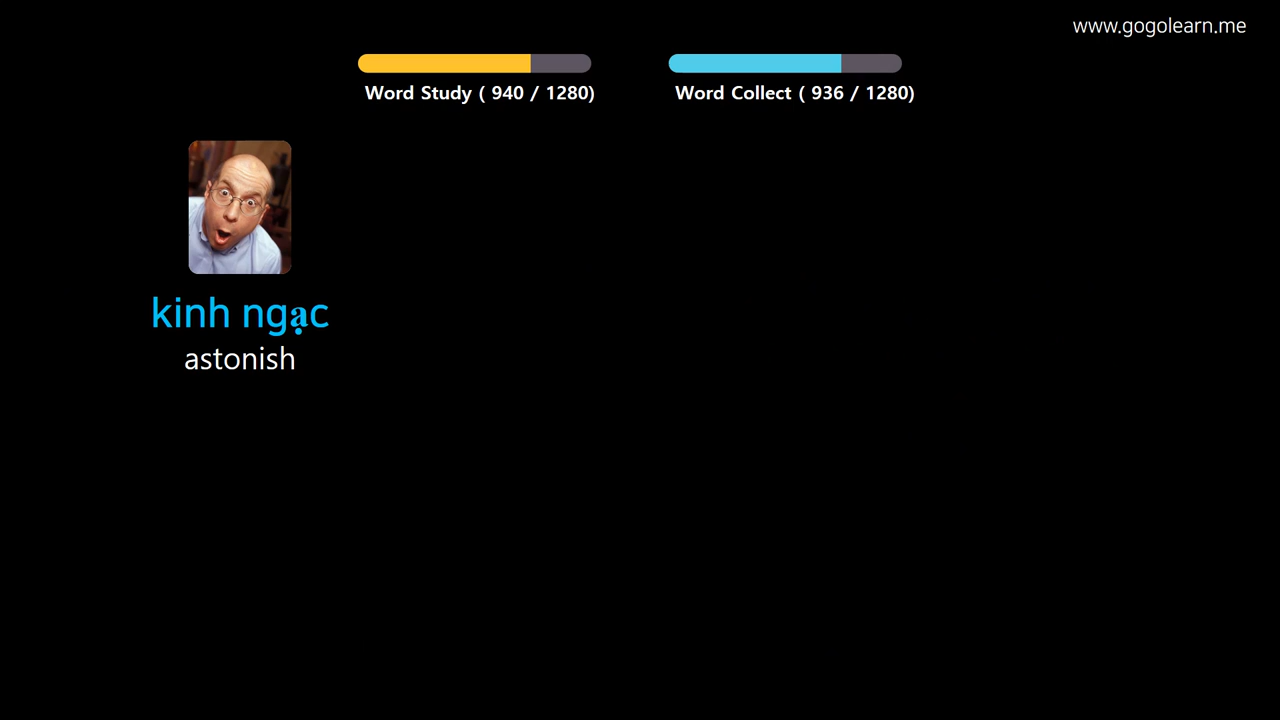 www.gogolearn.me
Word Study ( 940 / 1280)
Word Collect ( 936 / 1280)
kinh ngạc
astonish